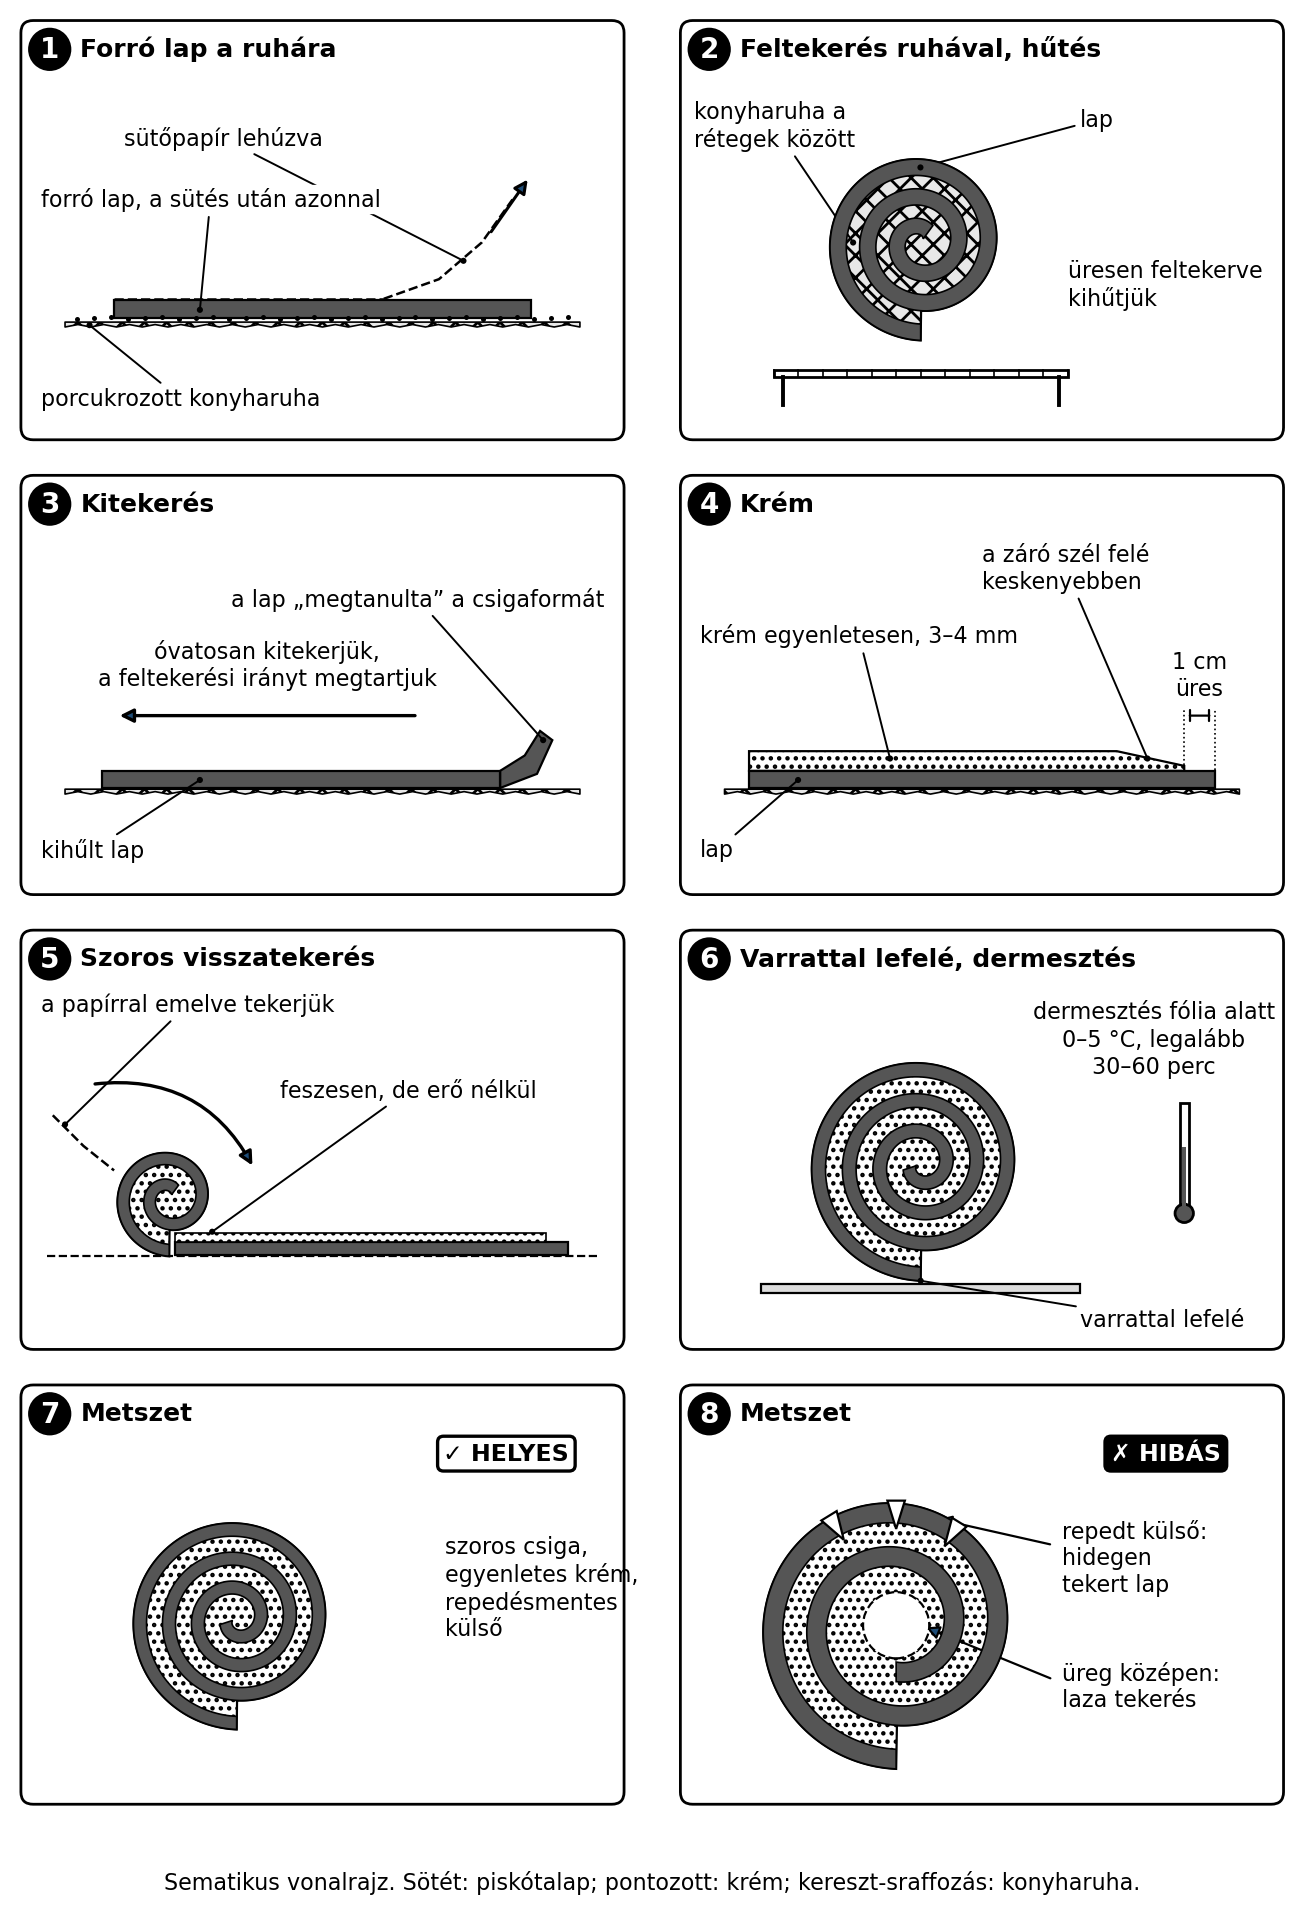 1 Forró lap a ruhára
sütőpapír lehúzva
forró lap, a sütés után azonnal
porcukrozott konyharuha
2 Feltekerés ruhával, hűtés
konyharuha a
rétegek között
lap
üresen feltekerve
kihűtjük
3 Kitekerés
a lap „megtanulta” a csigaformát
óvatosan kitekerjük,
a feltekerési irányt megtartjuk
kihűlt lap
4 Krém
a záró szél felé
keskenyebben
krém egyenletesen, 3–4 mm
1 cm
üres
lap
5 Szoros visszatekerés
a papírral emelve tekerjük
feszesen, de erő nélkül
6 Varrattal lefelé, dermesztés
dermesztés fólia alatt
0–5 °C, legalább
30–60 perc
varrattal lefelé
7 Metszet
✓ HELYES
szoros csiga,
egyenletes krém,
repedésmentes
külső
8 Metszet
✗ HIBÁS
repedt külső:
hidegen
tekert lap
üreg középen:
laza tekerés
Sematikus vonalrajz. Sötét: piskótalap; pontozott: krém; kereszt-sraffozás: konyharuha.